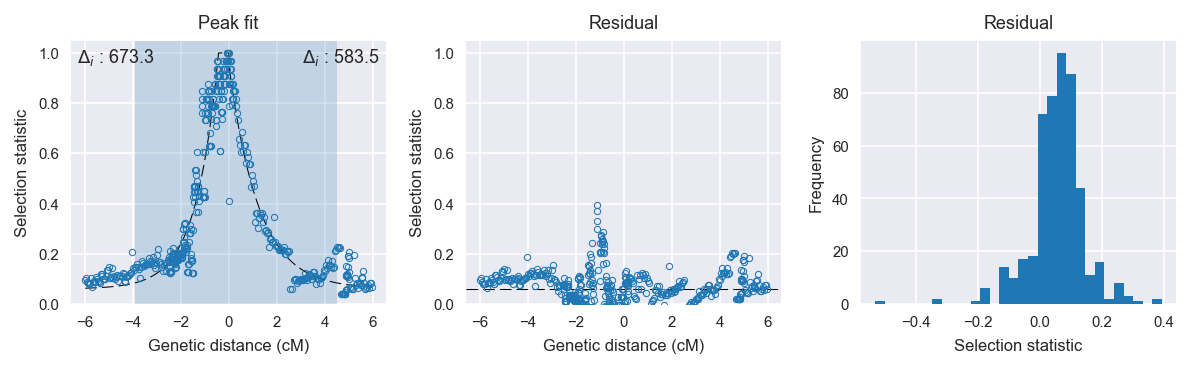 Peak fit
Δi : 673.3
Δi : 583.5
Selection statistic
1.0
0.8
0.6
0.4
0.2
0.0
−6 −4 −2 0 2 4 6
Genetic distance (cM)
Residual
Selection statistic
1.0
0.8
0.6
0.4
0.2
0.0
−6 −4 −2 0 2 4 6
Genetic distance (cM)
Residual
Frequency
80
60
40
20
0
−0.4 −0.2 0.0 0.2 0.4
Selection statistic